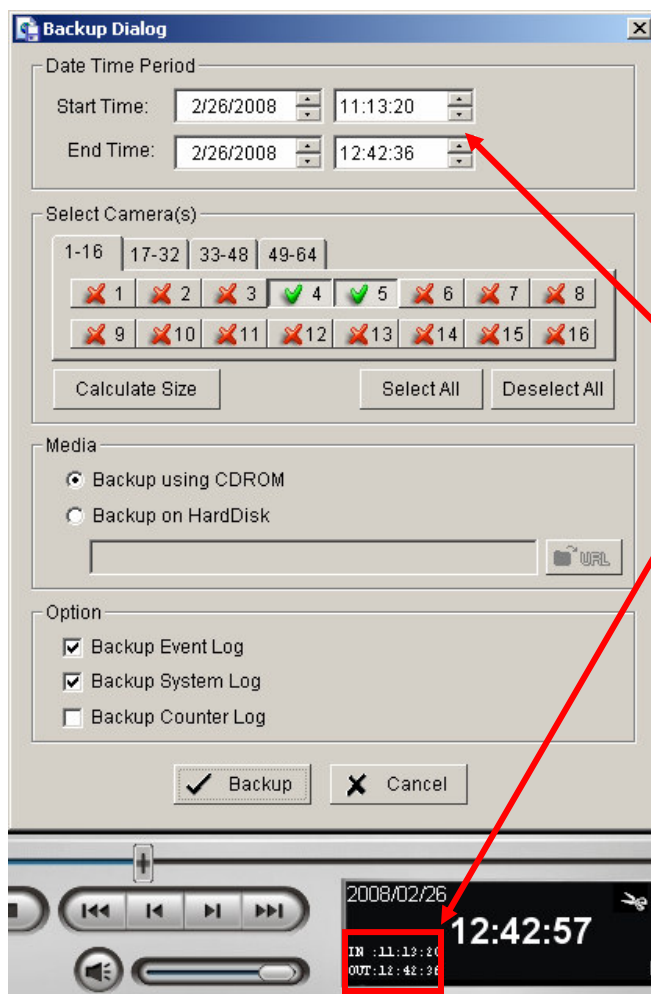 Backup Dialog
Date Time Period
Start Time: 2/26/2008 11:13:20
End Time: 2/26/2008 12:42:36
Select Camera(s)
1-16 17-32 33-48 49-64
1 2 3 4 5 6 7 8
9 10 11 12 13 14 15 16
Calculate Size Select All Deselect All
Media
Backup using CDROM
Backup on HardDisk
URL
Option
Backup Event Log
Backup System Log
Backup Counter Log
Backup Cancel
2008/02/26
12:42:57
IN :11:13:20
OUT:12:42:36